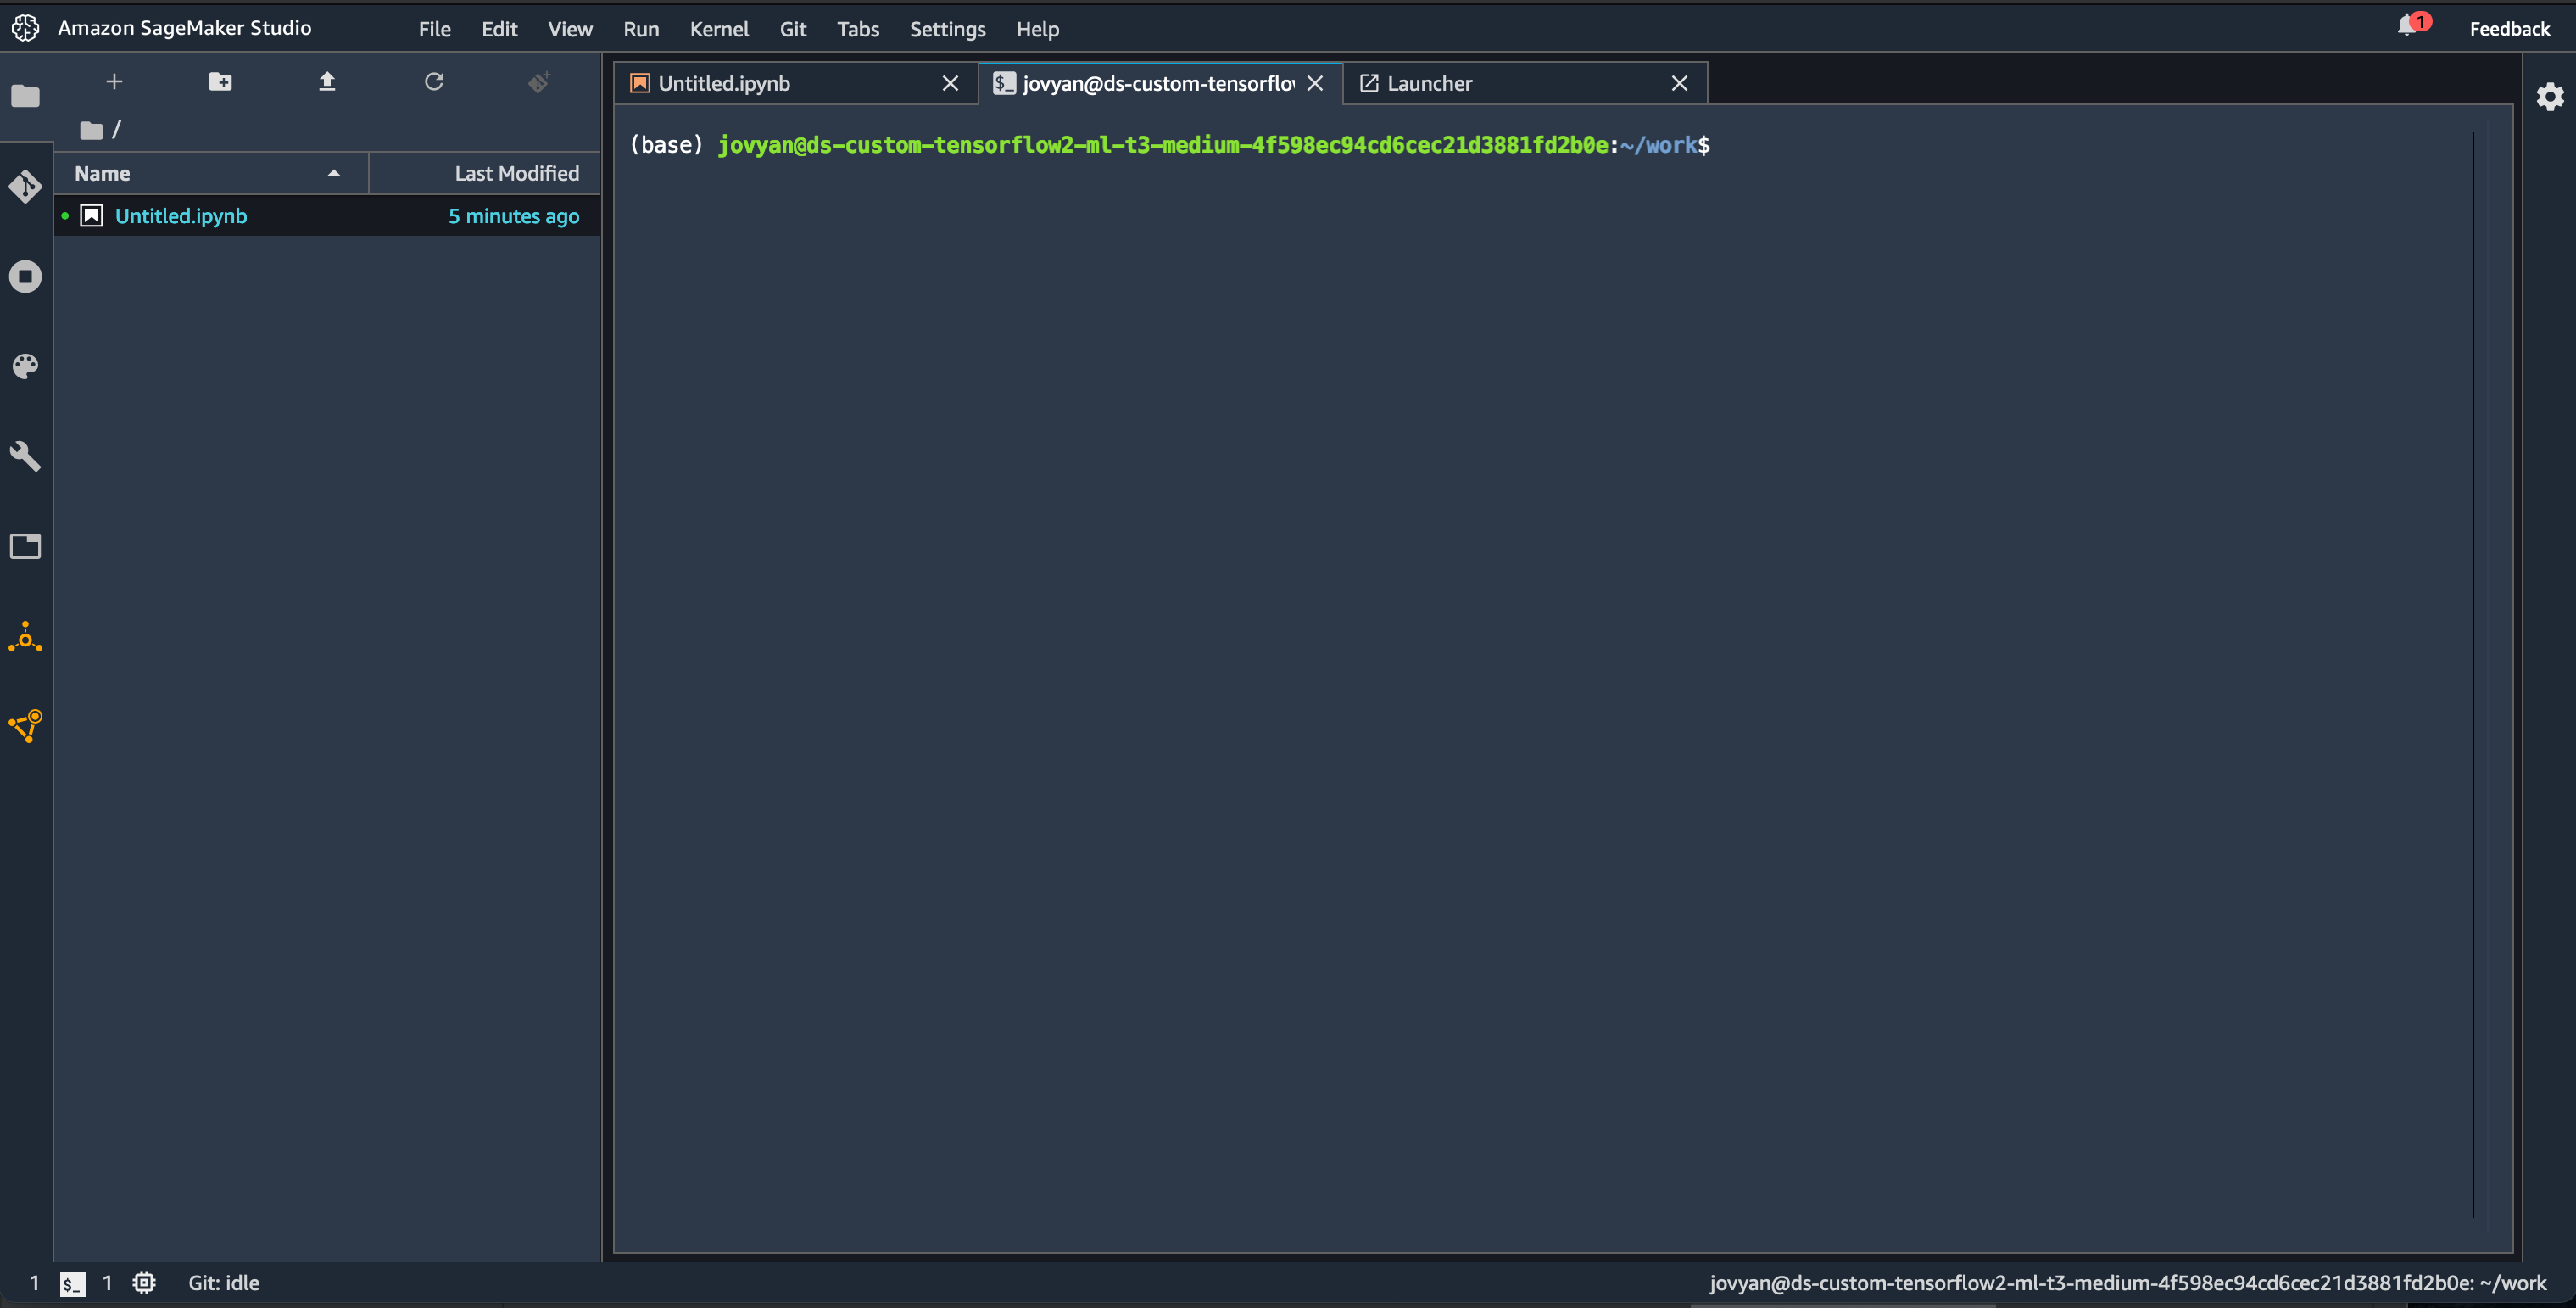 Amazon SageMaker Studio File Edit View Run Kernel Git Tabs Settings Help 1 Feedback
/
Name Last Modified
Untitled.ipynb 5 minutes ago
Untitled.ipynb $_ jovyan@ds-custom-tensorflo Launcher
(base) jovyan@ds-custom-tensorflow2-ml-t3-medium-4f598ec94cd6cec21d3881fd2b0e:~/work$
1 $_ 1 Git: idle jovyan@ds-custom-tensorflow2-ml-t3-medium-4f598ec94cd6cec21d3881fd2b0e: ~/work